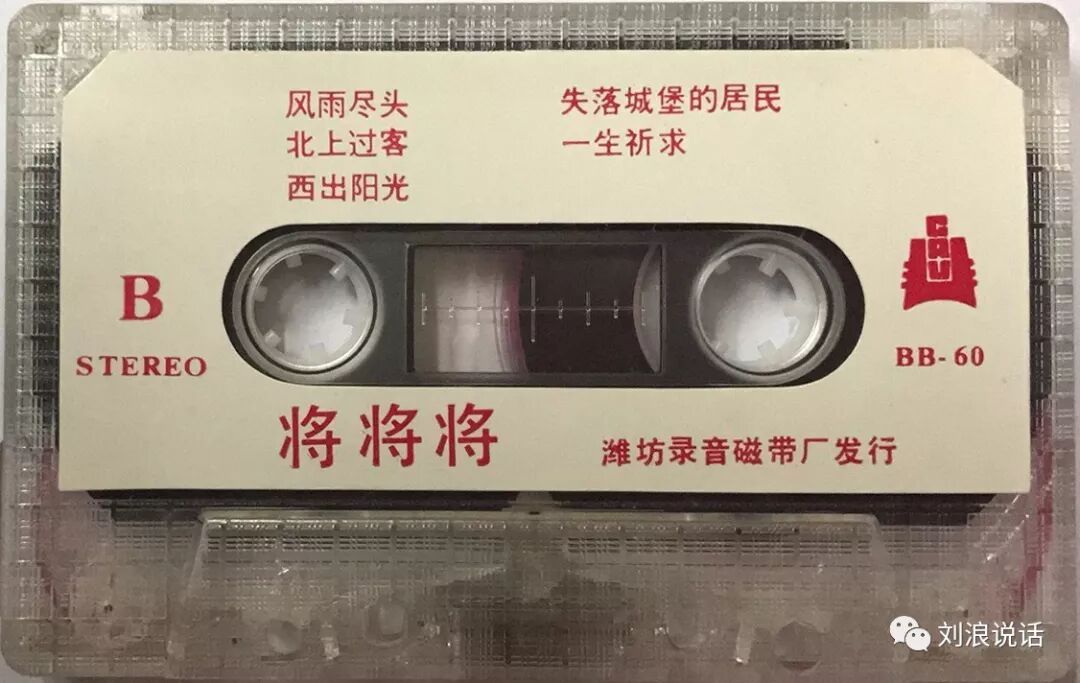 风雨尽头
北上过客
西出阳光
失落城堡的居民
一生祈求
B
STEREO
CAV
BB-60
将将将
潍坊录音磁带厂发行
刘浪说话